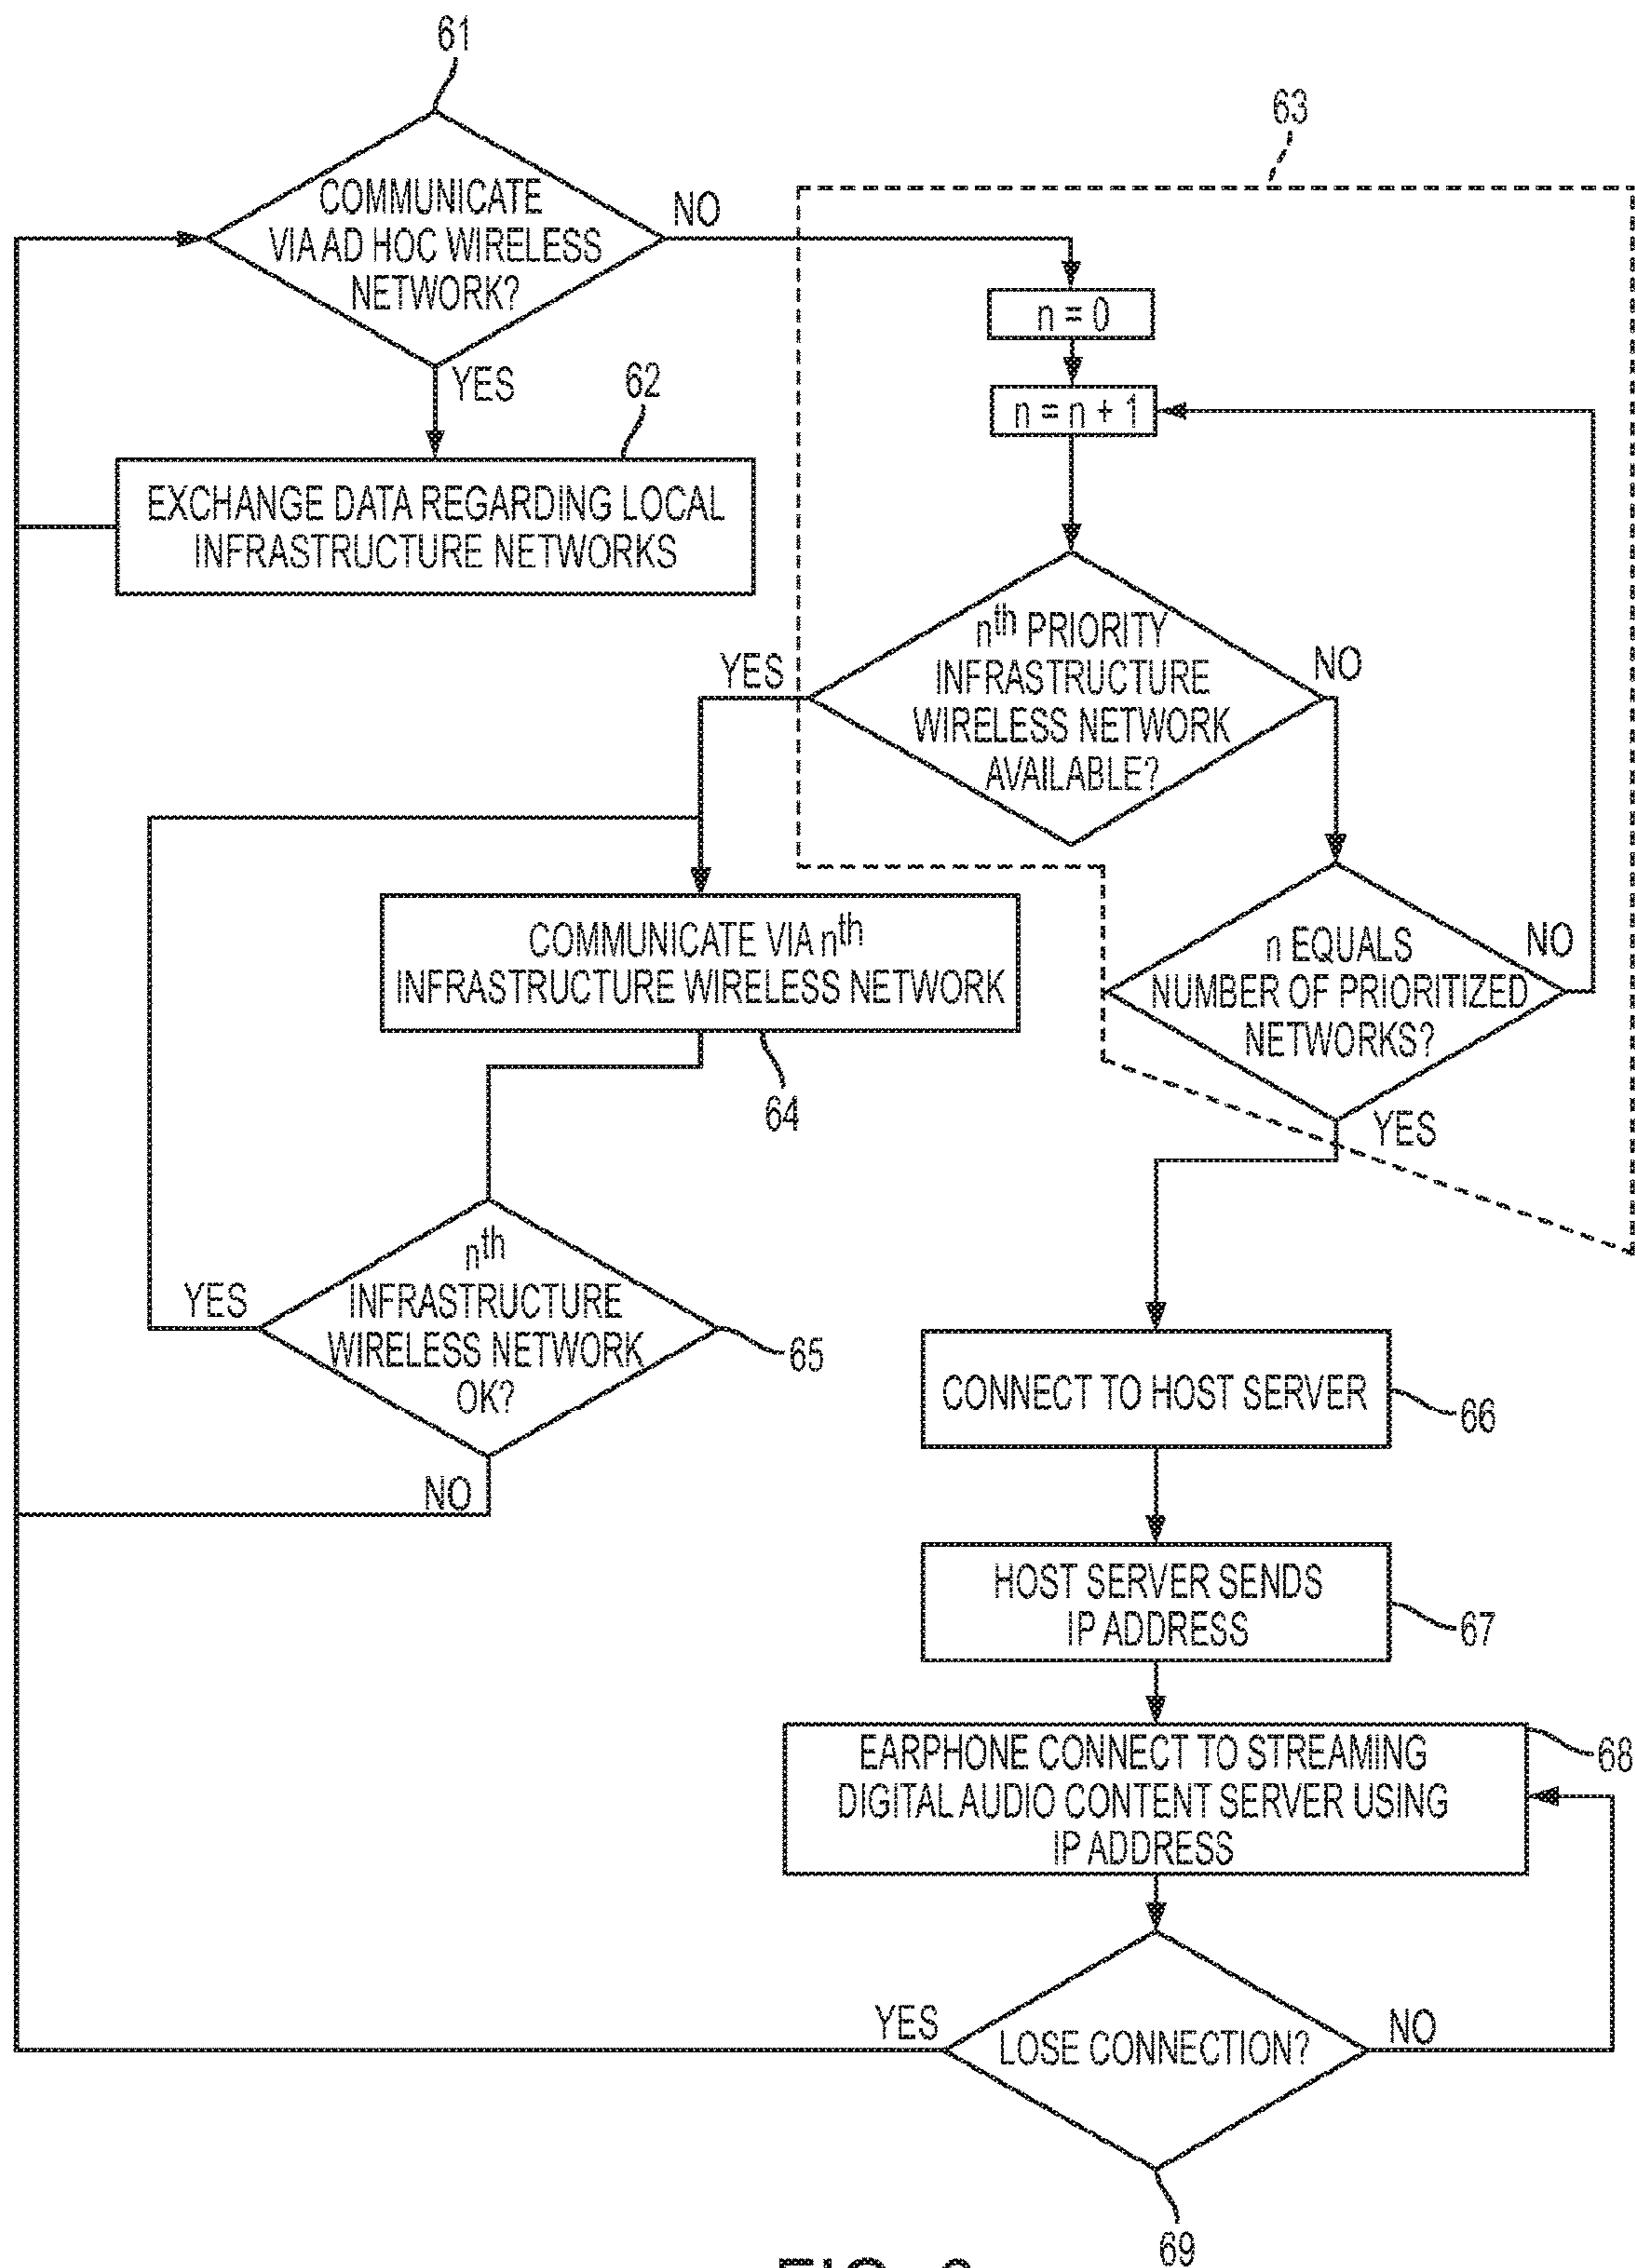 61
COMMUNICATE
VIA AD HOC WIRELESS
NETWORK?
NO
YES
62
EXCHANGE DATA REGARDING LOCAL
INFRASTRUCTURE NETWORKS
63
n = 0
n = n + 1
nth PRIORITY
INFRASTRUCTURE
WIRELESS NETWORK
AVAILABLE?
YES
NO
n EQUALS
NUMBER OF PRIORITIZED
NETWORKS?
NO
YES
COMMUNICATE VIA nth
INFRASTRUCTURE WIRELESS NETWORK
64
nth
INFRASTRUCTURE
WIRELESS NETWORK
OK?
YES
65
NO
CONNECT TO HOST SERVER
66
HOST SERVER SENDS
IP ADDRESS
67
EARPHONE CONNECT TO STREAMING
DIGITAL AUDIO CONTENT SERVER USING
IP ADDRESS
68
LOSE CONNECTION?
YES
NO
69
FIG.